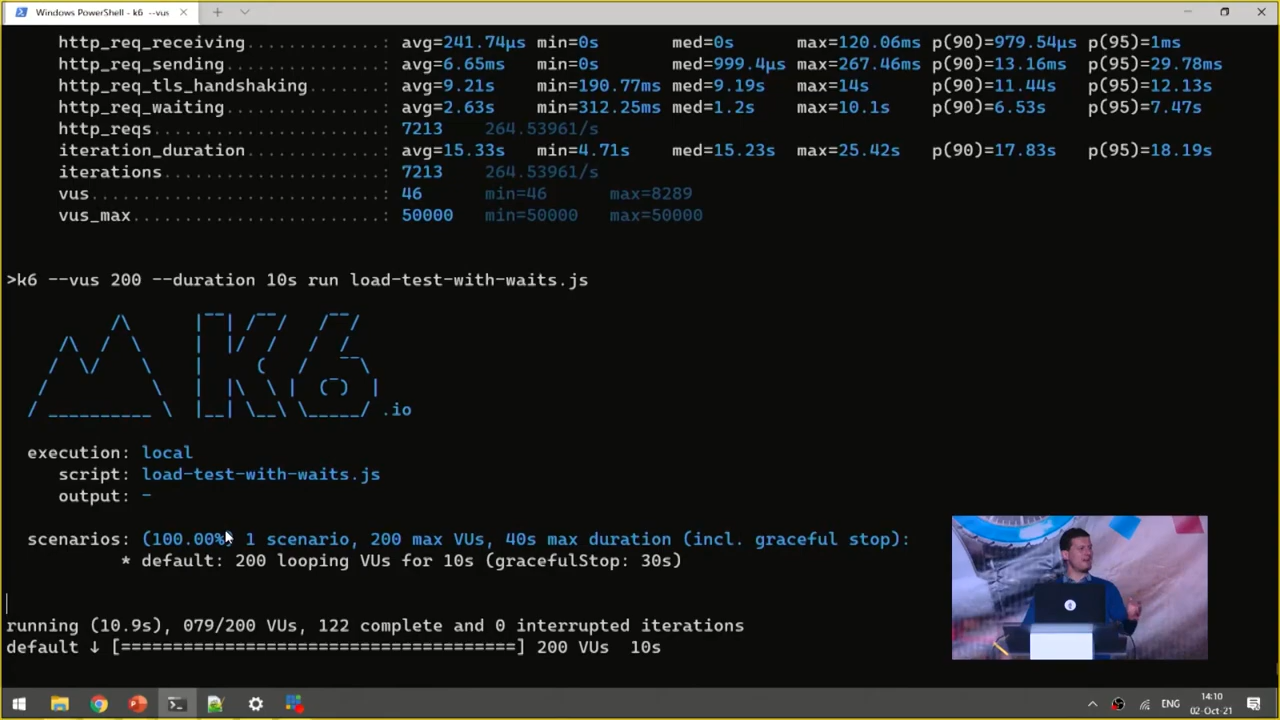 Windows PowerShell - k6 --vus
http_req_receiving..............: avg=241.74µs min=0s med=0s max=120.06ms p(90)=979.54µs p(95)=1ms
http_req_sending................: avg=6.65ms min=0s med=999.4µs max=267.46ms p(90)=13.16ms p(95)=29.78ms
http_req_tls_handshaking........: avg=9.21s min=190.77ms med=9.19s max=14s p(90)=11.44s p(95)=12.13s
http_req_waiting................: avg=2.63s min=312.25ms med=1.2s max=10.1s p(90)=6.53s p(95)=7.47s
http_reqs.......................: 7213 264.53961/s
iteration_duration..............: avg=15.33s min=4.71s med=15.23s max=25.42s p(90)=17.83s p(95)=18.19s
iterations......................: 7213 264.53961/s
vus.............................: 46 min=46 max=8289
vus_max.........................: 50000 min=50000 max=50000
>k6 --vus 200 --duration 10s run load-test-with-waits.js
K6 .io
execution: local
script: load-test-with-waits.js
output: -
scenarios: (100.00%) 1 scenario, 200 max VUs, 40s max duration (incl. graceful stop):
* default: 200 looping VUs for 10s (gracefulStop: 30s)
running (10.9s), 079/200 VUs, 122 complete and 0 interrupted iterations
default ↓ [======================================] 200 VUs 10s
ENG
14:10
02-Oct-21